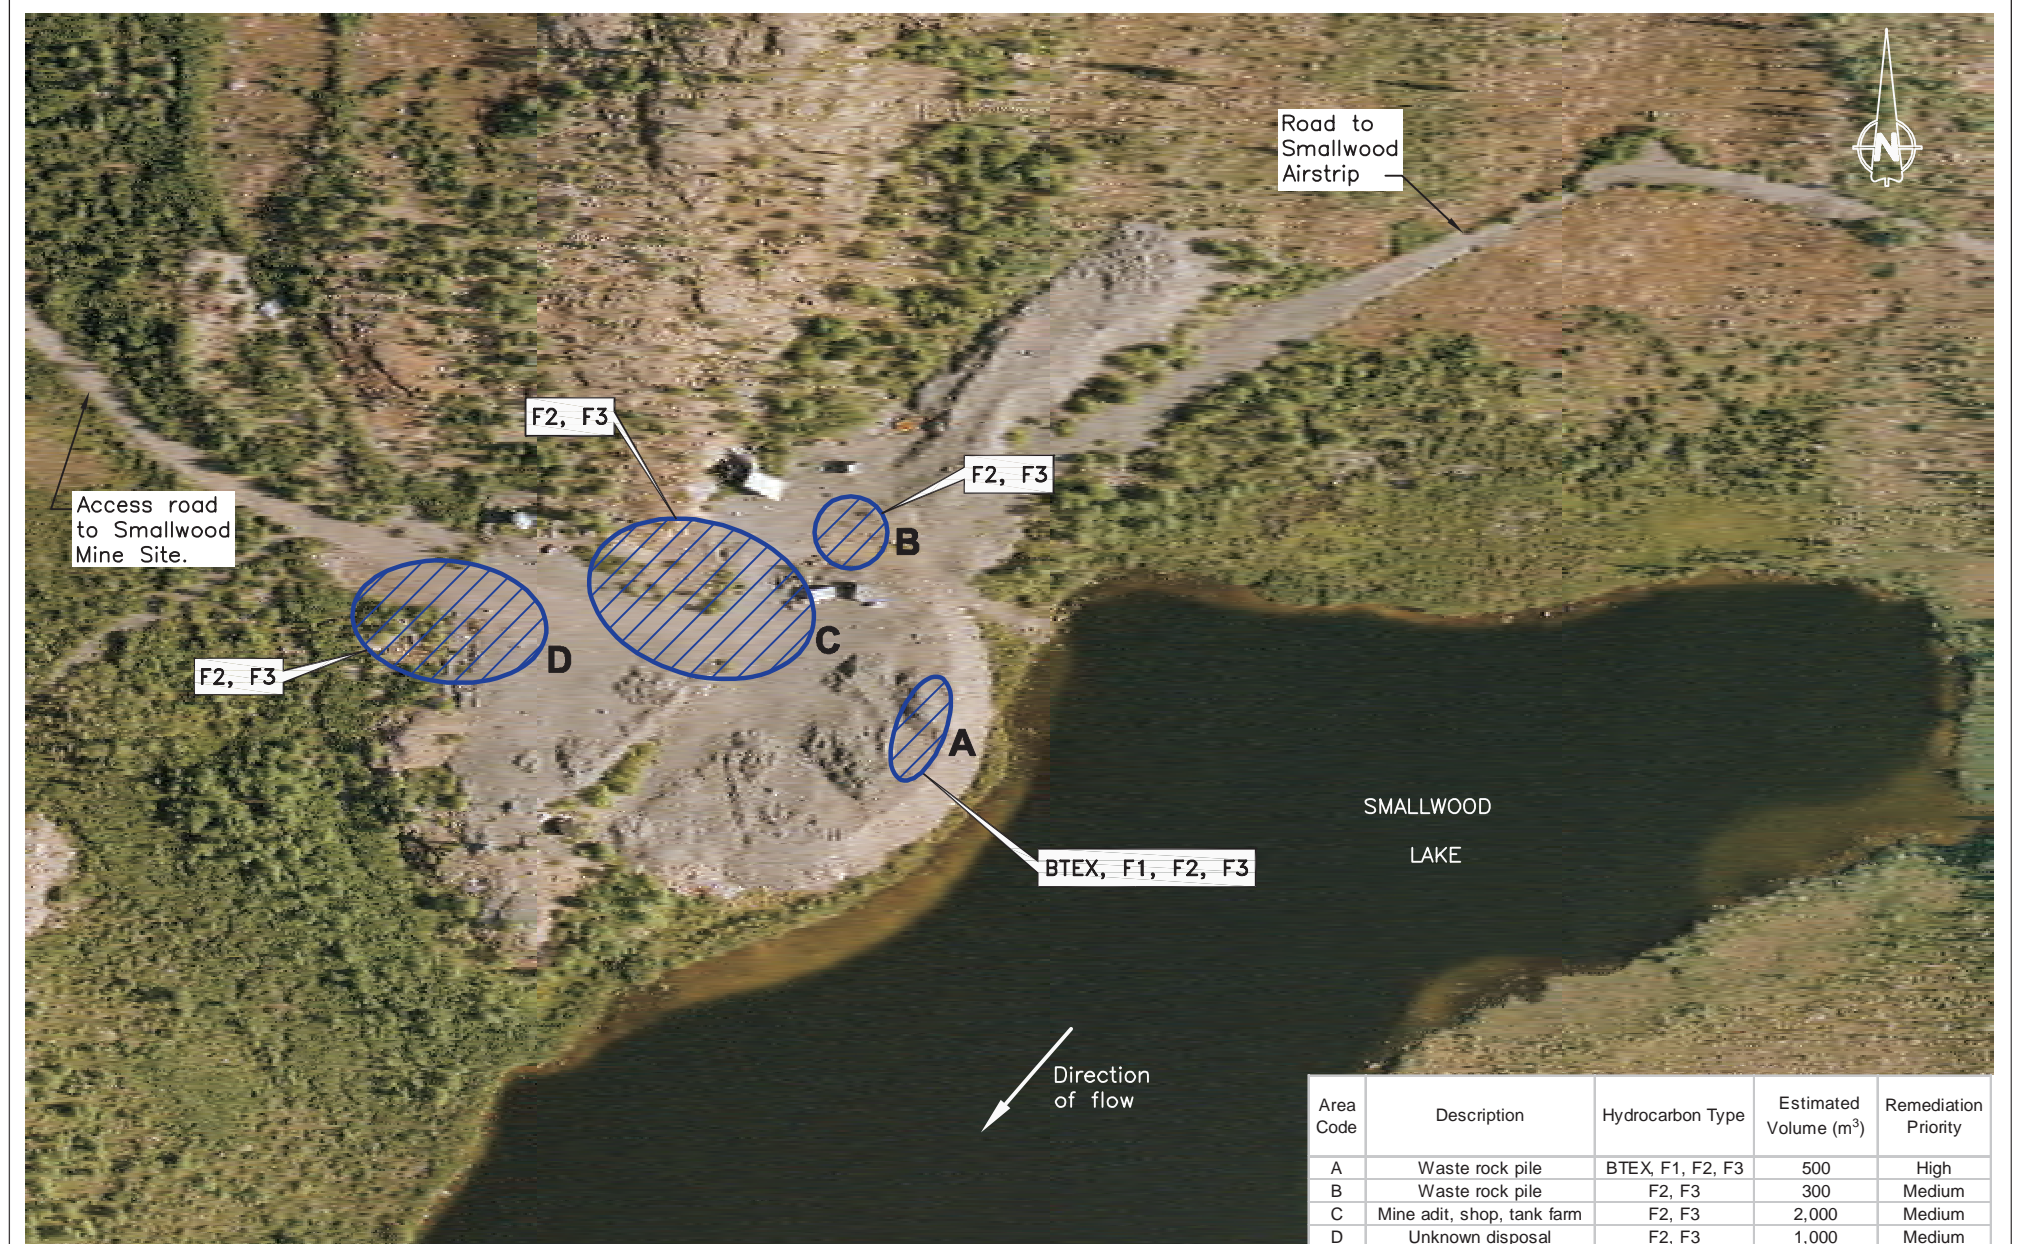 N
Road to
Smallwood
Airstrip
F2, F3
F2, F3
Access road
to Smallwood
Mine Site.
B
C
D
F2, F3
A
SMALLWOOD
LAKE
BTEX, F1, F2, F3
Direction
of flow
Area Code Description Hydrocarbon Type Estimated Volume (m³) Remediation Priority
A Waste rock pile BTEX, F1, F2, F3 500 High
B Waste rock pile F2, F3 300 Medium
C Mine adit, shop, tank farm F2, F3 2,000 Medium
D Unknown disposal F2, F3 1,000 Medium